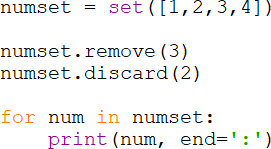 numset = set([1,2,3,4])
numset.remove(3)
numset.discard(2)
for num in numset:
    print(num, end=':')